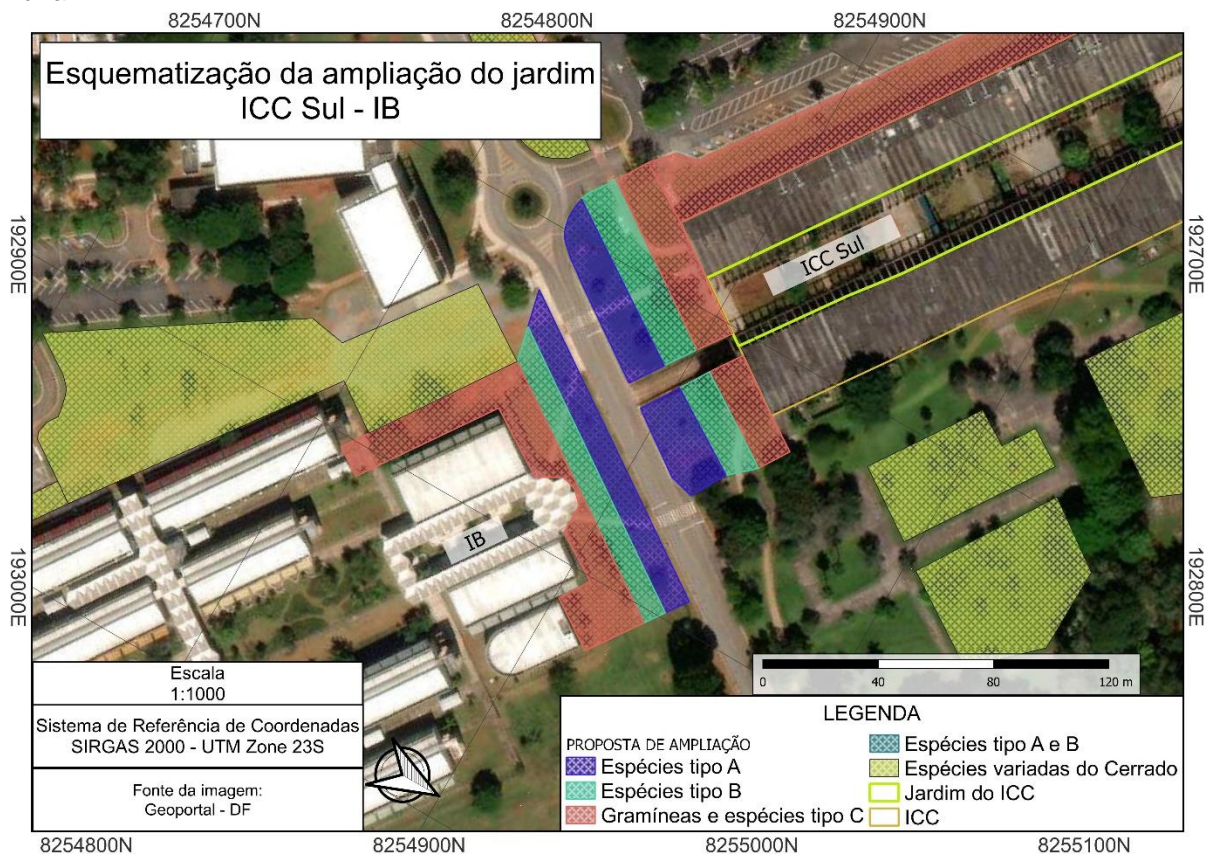 8254700N
8254800N
8254900N
Esquematização da ampliação do jardim
ICC Sul - IB
192900E
192700E
ICC Sul
IB
193000E
192800E
Escala
1:1000
Sistema de Referência de Coordenadas
SIRGAS 2000 - UTM Zone 23S
Fonte da imagem:
Geoportal - DF
0 40 80 120 m
LEGENDA
PROPOSTA DE AMPLIAÇÃO
Espécies tipo A
Espécies tipo B
Gramíneas e espécies tipo C
Espécies tipo A e B
Espécies variadas do Cerrado
Jardim do ICC
ICC
8254800N
8254900N
8255000N
8255100N